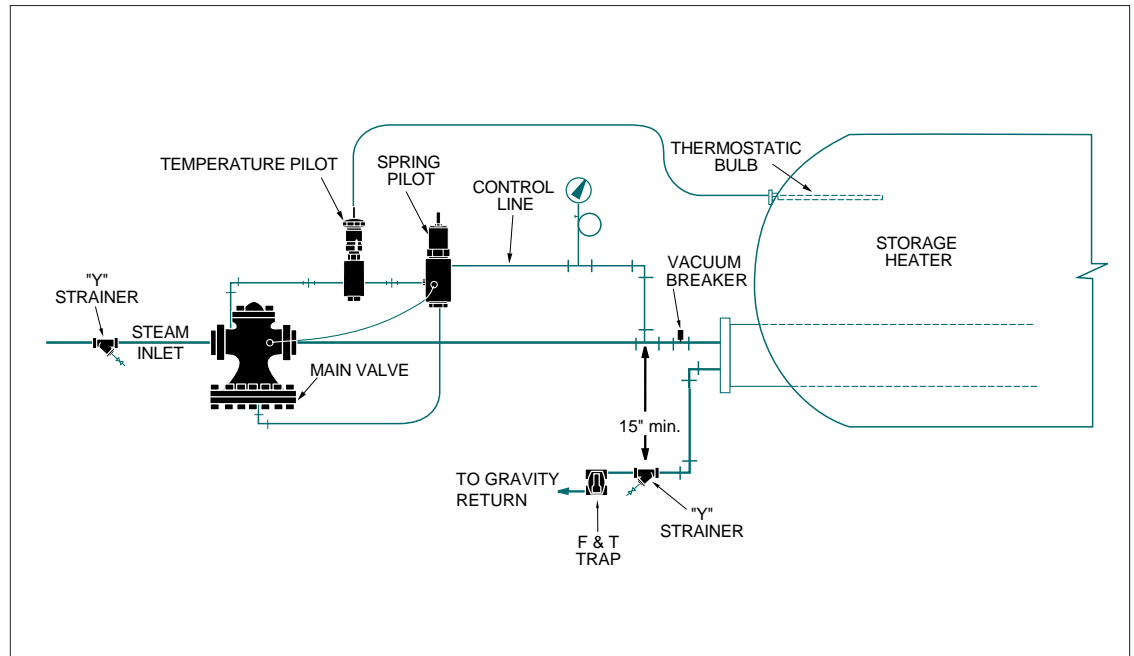 THERMOSTATIC
BULB
TEMPERATURE PILOT
SPRING
PILOT
CONTROL
LINE
STORAGE
HEATER
VACUUM
BREAKER
"Y"
STRAINER
STEAM
INLET
MAIN VALVE
15" min.
TO GRAVITY
RETURN
"Y"
STRAINER
F & T
TRAP